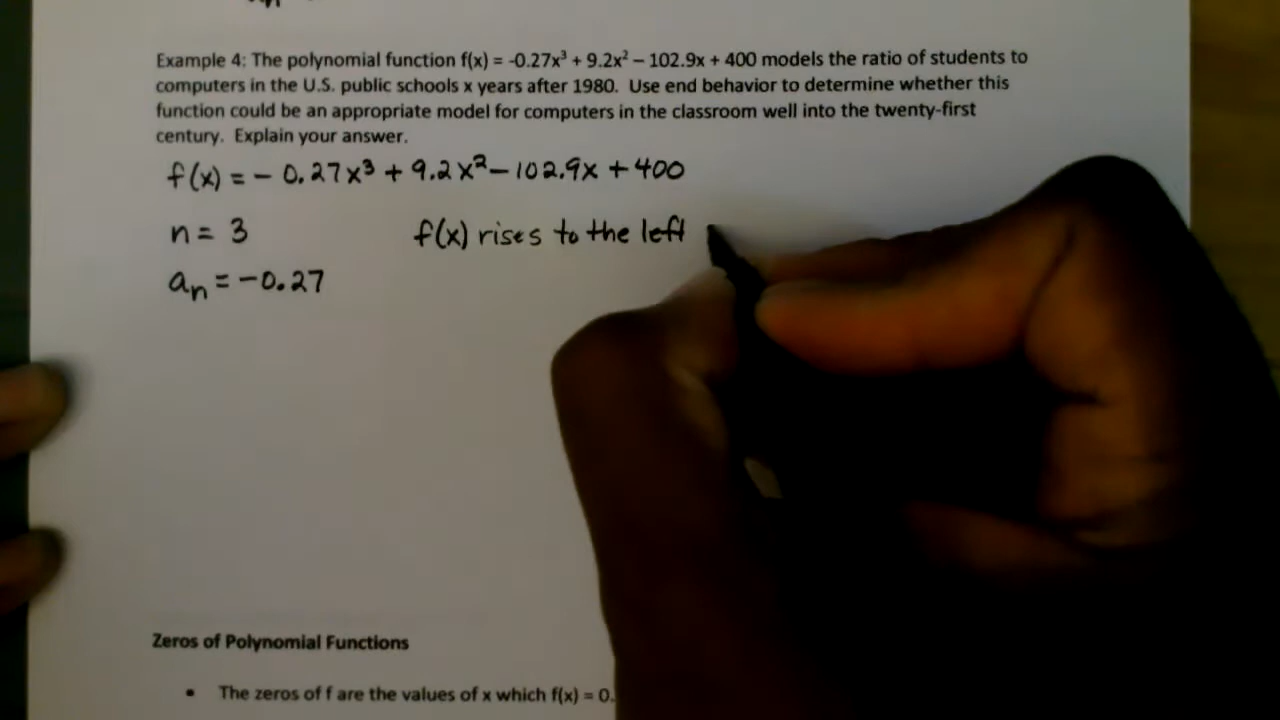 Example 4: The polynomial function f(x) = -0.27x³ + 9.2x² – 102.9x + 400 models the ratio of students to
computers in the U.S. public schools x years after 1980.  Use end behavior to determine whether this
function could be an appropriate model for computers in the classroom well into the twenty-first
century.  Explain your answer.
f(x) = - 0.27x³ + 9.2x² - 102.9x + 400
n = 3
f(x) rises to the left
aₙ = -0.27
Zeros of Polynomial Functions
• The zeros of f are the values of x which f(x) = 0.